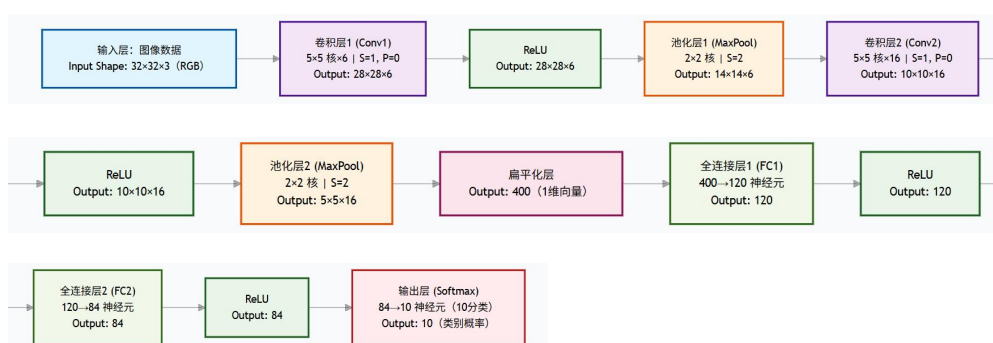 输入层：图像数据
Input Shape: 32×32×3（RGB）
卷积层1 (Conv1)
5×5 核×6 | S=1, P=0
Output: 28×28×6
ReLU
Output: 28×28×6
池化层1 (MaxPool)
2×2 核 | S=2
Output: 14×14×6
卷积层2 (Conv2)
5×5 核×16 | S=1, P=0
Output: 10×10×16
ReLU
Output: 10×10×16
池化层2 (MaxPool)
2×2 核 | S=2
Output: 5×5×16
扁平化层
Output: 400（1维向量）
全连接层1 (FC1)
400→120 神经元
Output: 120
ReLU
Output: 120
全连接层2 (FC2)
120→84 神经元
Output: 84
ReLU
Output: 84
输出层 (Softmax)
84→10 神经元（10分类）
Output: 10（类别概率）